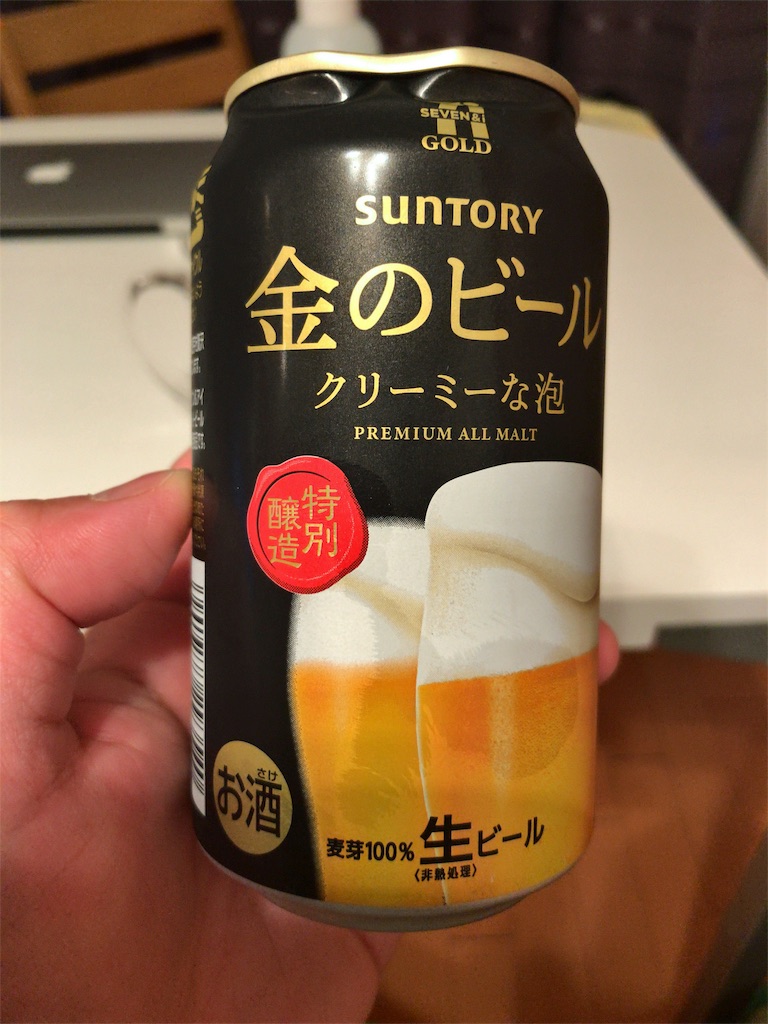 SEVEN&i
GOLD
SUNTORY
金のビール
クリーミーな泡
PREMIUM ALL MALT
特別
醸造
さけ
お酒
麦芽100% 生ビール
〈非熱処理〉